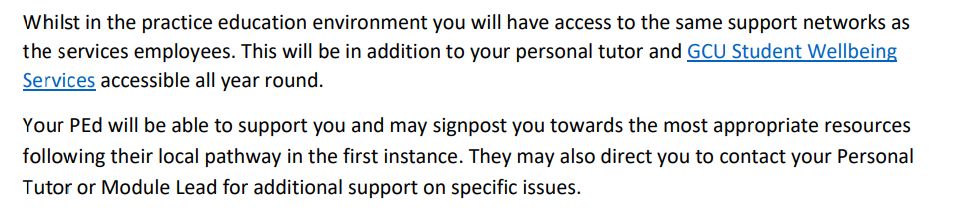 Whilst in the practice education environment you will have access to the same support networks as
the services employees. This will be in addition to your personal tutor and GCU Student Wellbeing
Services accessible all year round.
Your PEd will be able to support you and may signpost you towards the most appropriate resources
following their local pathway in the first instance. They may also direct you to contact your Personal
Tutor or Module Lead for additional support on specific issues.